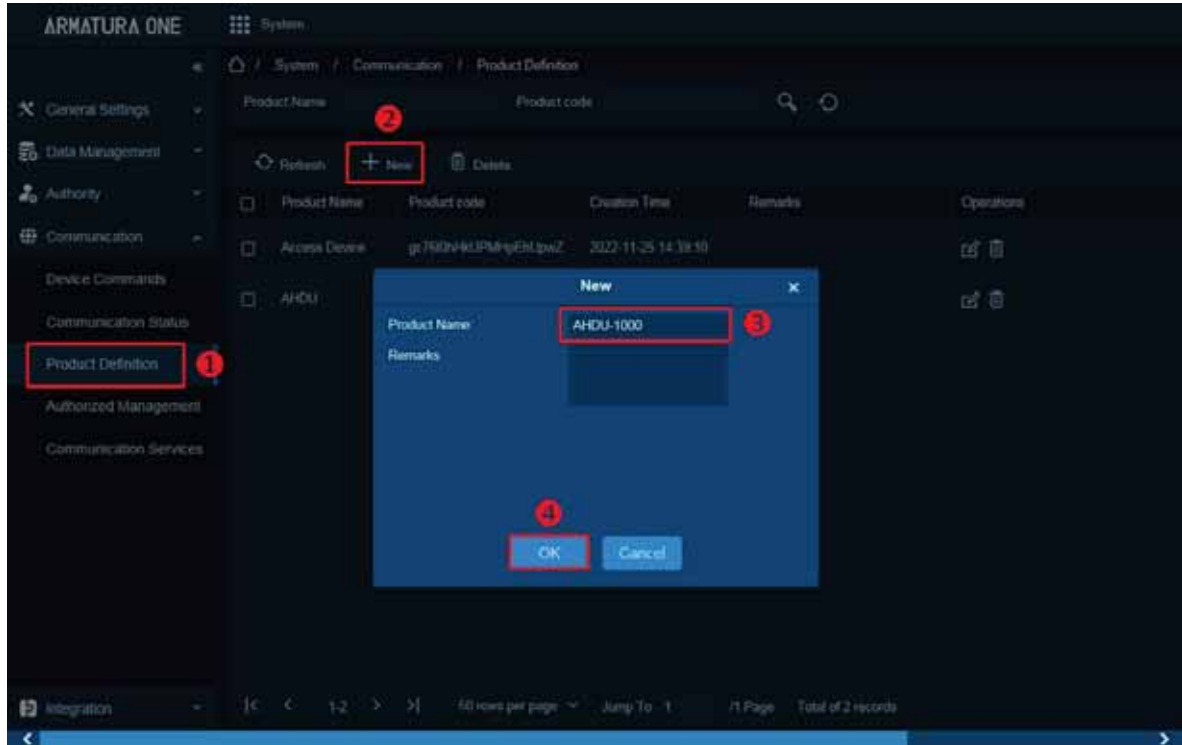 ARMATURA ONE
System
/ System / Communication / Product Definition
General Settings
Product Name Product code
2
Data Management
Refresh New Delete
Authority
Product Name Product code Creation Time Remarks Operations
Communication
Access Device 2022-11-25 14:39:10
Device Commands
New
AHDU
Communication Status
Product Name AHDU-1000 3
Remarks
Product Definition 1
Authorized Management
Communication Services
4
OK Cancel
Integration
1-2 50 rows per page Jump To 1 /1 Page Total of 2 records